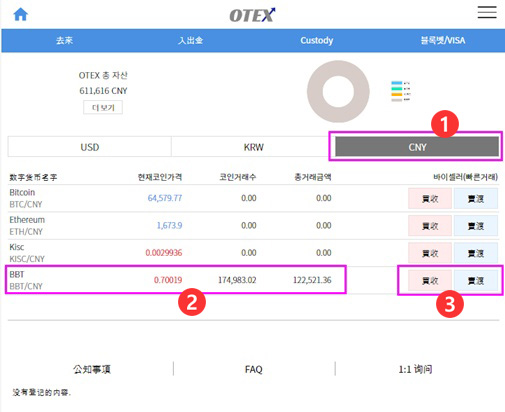 OTEX
去来 入出金 Custody 블록벳/VISA
OTEX 총 자산
611,616 CNY
더보기
1
USD KRW CNY
数字货币名字 현재코인가격 코인거래수 총거래금액 바이셀러(빠른거래)
Bitcoin
BTC/CNY 64,579.77 0.00 0.00 買收 賣渡
Ethereum
ETH/CNY 1,673.9 0.00 0.00 買收 賣渡
Kisc
KISC/CNY 0.0029936 0.00 0.00 買收 賣渡
BBT
BBT/CNY 0.70019 174,983.02 122,521.36 買收 賣渡
2 3
公知事項 FAQ 1:1 询问
没有登记的内容.